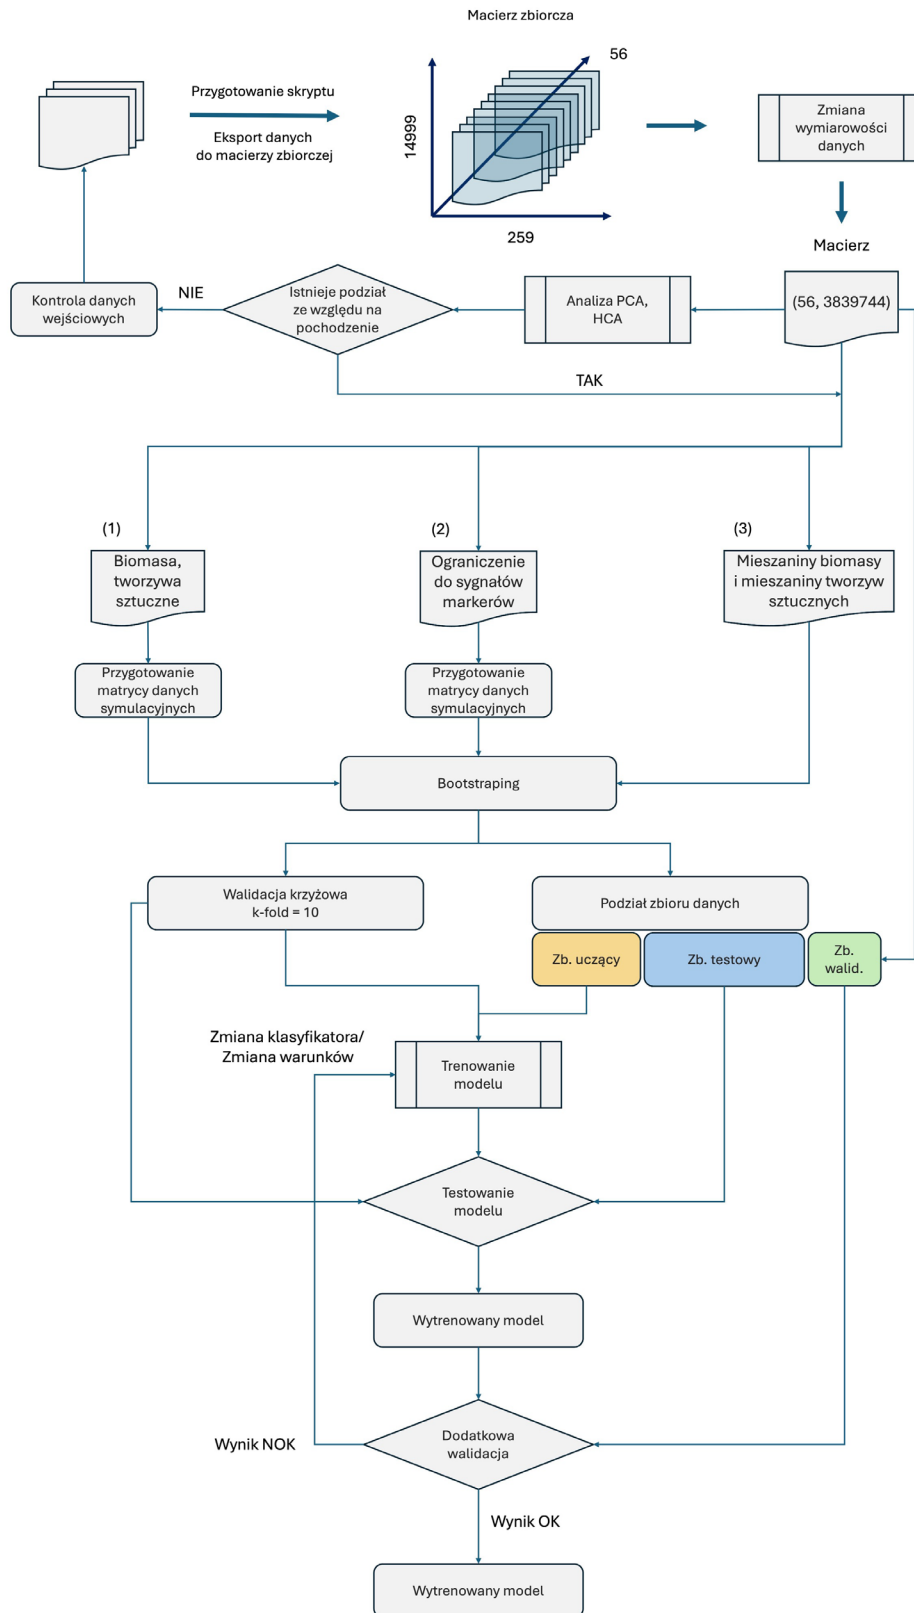 Macierz zbiorcza
56
Przygotowanie skryptu
Eksport danych
do macierzy zbiorczej
14999
259
Zmiana
wymiarowości
danych
Macierz
(56, 3839744)
Analiza PCA,
HCA
Istnieje podział
ze względu na
pochodzenie
NIE
Kontrola danych
wejściowych
TAK
(1)
(2)
(3)
Biomasa,
tworzywa
sztuczne
Ograniczenie
do sygnałów
markerów
Mieszaniny biomasy
i mieszaniny tworzyw
sztucznych
Przygotowanie
matrycy danych
symulacyjnych
Przygotowanie
matrycy danych
symulacyjnych
Bootstraping
Walidacja krzyżowa
k-fold = 10
Podział zbioru danych
Zb. uczący
Zb. testowy
Zb.
walid.
Zmiana klasyfikatora/
Zmiana warunków
Trenowanie
modelu
Testowanie
modelu
Wytrenowany model
Dodatkowa
walidacja
Wynik NOK
Wynik OK
Wytrenowany model